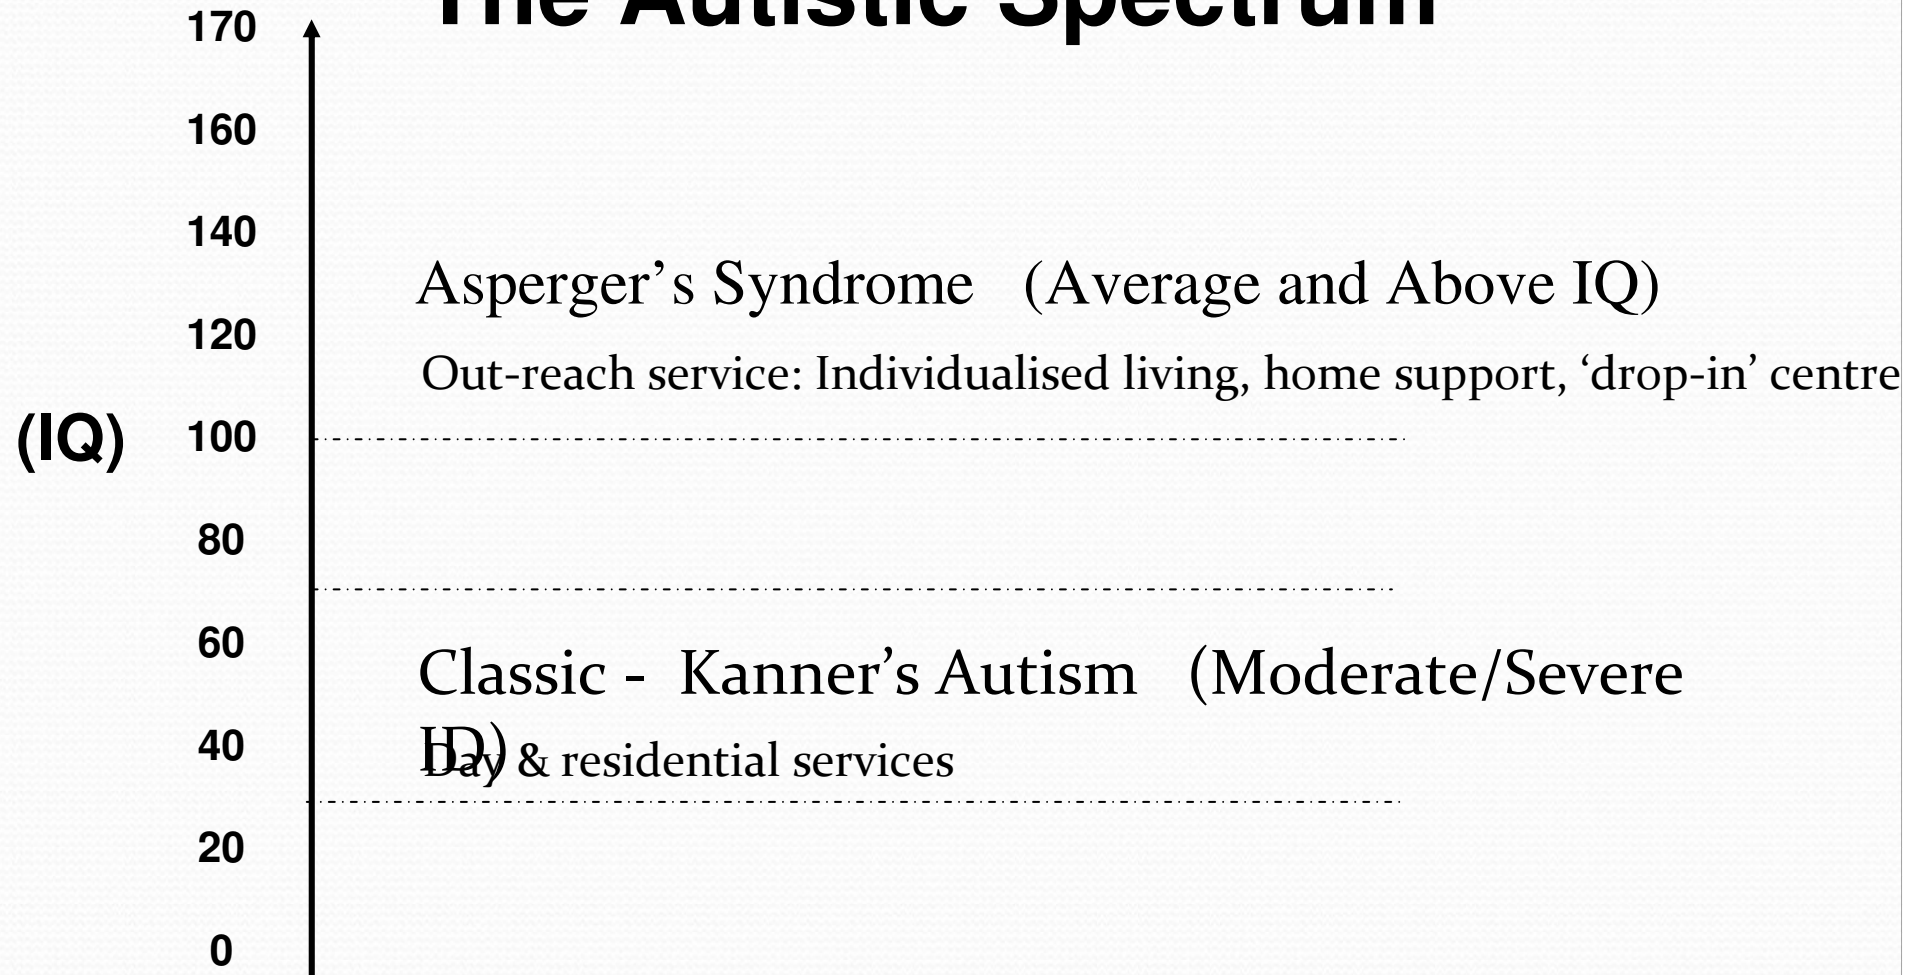 The Autistic Spectrum
170
160
140
Asperger’s Syndrome (Average and Above IQ)
120
Out-reach service: Individualised living, home support, ‘drop-in’ centre
(IQ) 100
80
60
Classic - Kanner’s Autism (Moderate/Severe
ID)
40
Day & residential services
20
0